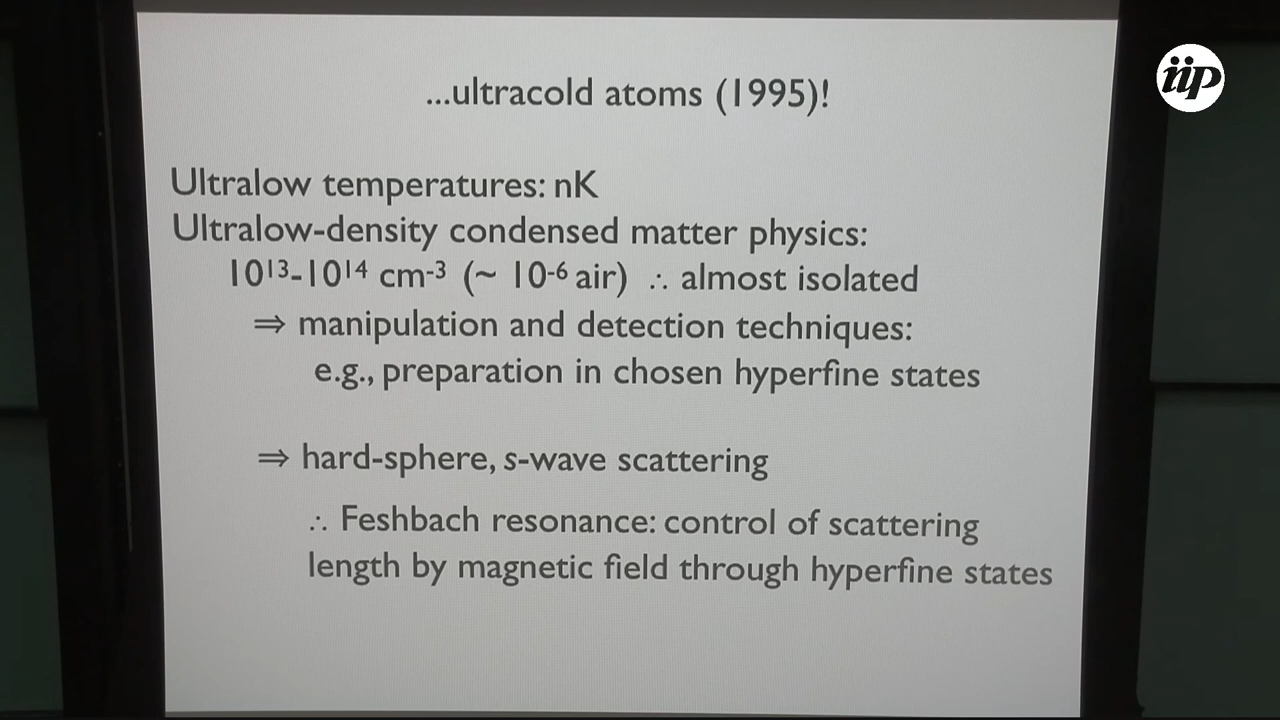 ...ultracold atoms (1995)!
iip
Ultralow temperatures: nK
Ultralow-density condensed matter physics:
10¹³-10¹⁴ cm⁻³ (~ 10⁻⁶ air) ∴ almost isolated
⇒ manipulation and detection techniques:
e.g., preparation in chosen hyperfine states
⇒ hard-sphere, s-wave scattering
∴ Feshbach resonance: control of scattering
length by magnetic field through hyperfine states